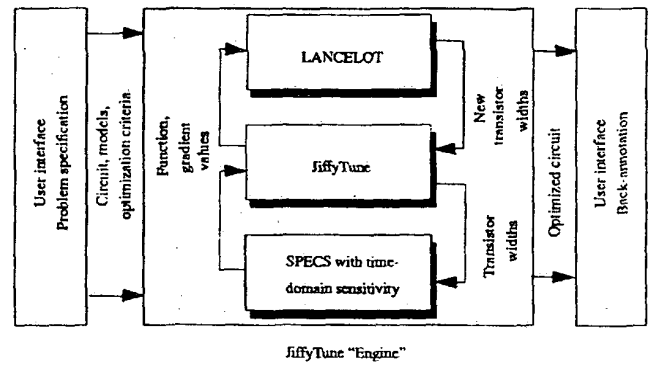 User interface
Problem specification
Circuit, models,
optimization criteria
Function,
gradient
values
LANCELOT
JiffyTune
SPECS with time-
domain sensitivity
New
transistor
widths
Transistor
widths
Optimized circuit
User interface
Back-annotation
JiffyTune "Engine"